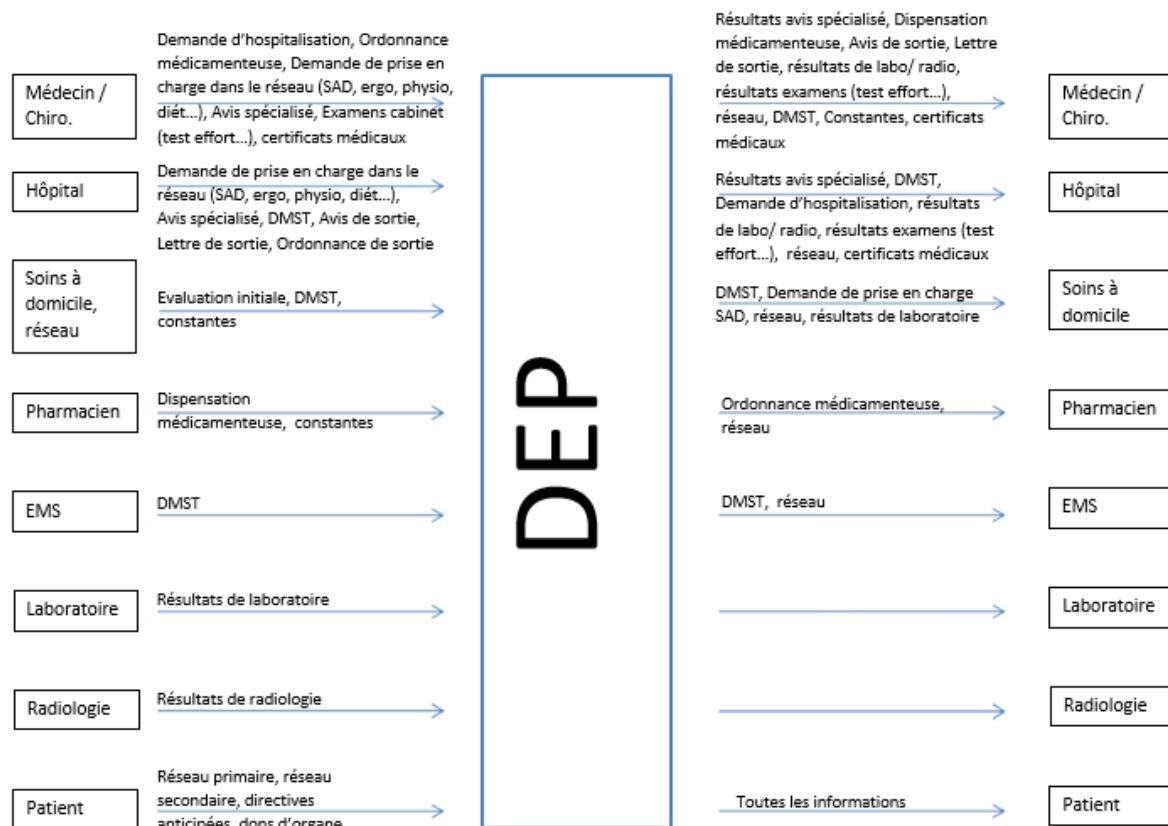 Médecin /
Chiro.
Demande d'hospitalisation, Ordonnance
médicamenteuse, Demande de prise en
charge dans le réseau (SAD, ergo, physio,
diét...), Avis spécialisé, Examens cabinet
(test effort...), certificats médicaux
Hôpital
Demande de prise en charge dans le
réseau (SAD, ergo, physio, diét...),
Avis spécialisé, DMST, Avis de sortie,
Lettre de sortie, Ordonnance de sortie
Soins à
domicile,
réseau
Evaluation initiale, DMST,
constantes
Pharmacien
Dispensation
médicamenteuse, constantes
EMS
DMST
Laboratoire
Résultats de laboratoire
Radiologie
Résultats de radiologie
Patient
Réseau primaire, réseau
secondaire, directives
anticipées, dons d'organe
DEP
Résultats avis spécialisé, Dispensation
médicamenteuse, Avis de sortie, Lettre
de sortie, résultats de labo/ radio,
résultats examens (test effort...),
réseau, DMST, Constantes, certificats
médicaux
Médecin /
Chiro.
Résultats avis spécialisé, DMST,
Demande d'hospitalisation, résultats
de labo/ radio, résultats examens (test
effort...), réseau, certificats médicaux
Hôpital
DMST, Demande de prise en charge
SAD, réseau, résultats de laboratoire
Soins à
domicile
Ordonnance médicamenteuse,
réseau
Pharmacien
DMST, réseau
EMS
Laboratoire
Radiologie
Toutes les informations
Patient